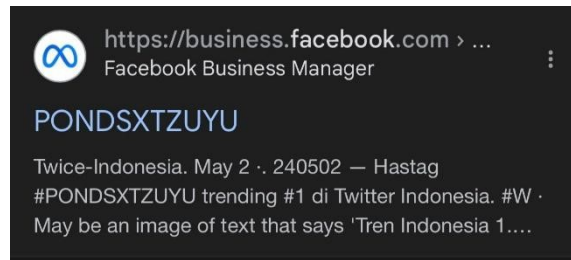 https://business.facebook.com › ...
Facebook Business Manager
PONDSXTZUYU
Twice-Indonesia. May 2 ·. 240502 — Hastag
#PONDSXTZUYU trending #1 di Twitter Indonesia. #W ·
May be an image of text that says 'Tren Indonesia 1....